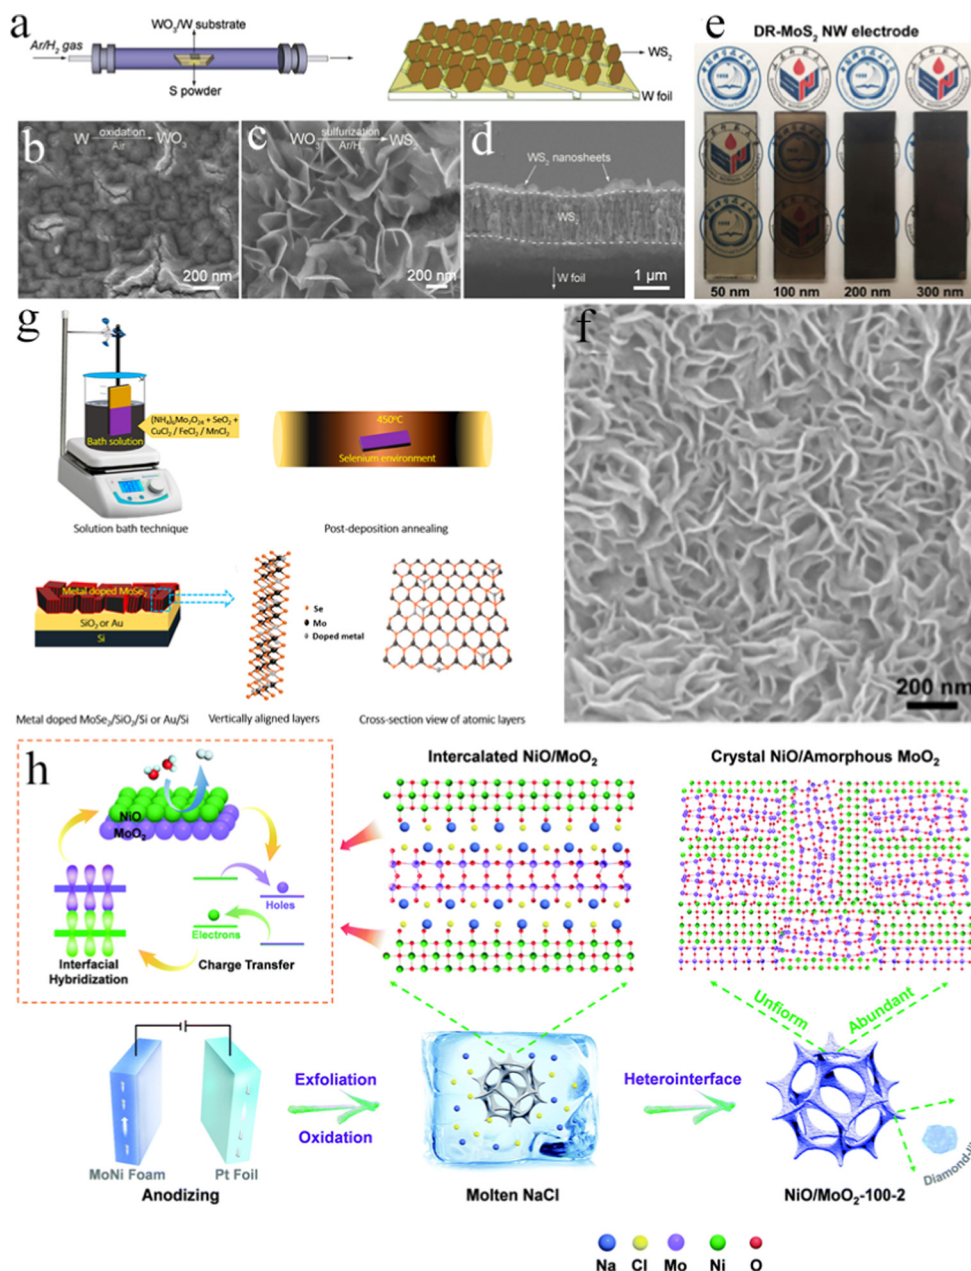 a
WO₃/W substrate
Ar/H₂ gas
S powder
WS₂
W foil
b
W oxidation WO₃
Air
200 nm
c
WO₃ sulfurization WS₂
Ar/H₂
200 nm
d
WS₂ nanosheets
WS₂
W foil
1 μm
e
DR-MoS₂ NW electrode
1958
50 nm 100 nm 200 nm 300 nm
g
(NH₄)₆Mo₇O₂₄ + SeO₂ +
CuCl₂ / FeCl₂ / MnCl₂
Bath solution
Solution bath technique
450°C
Selenium environment
Post-deposition annealing
Metal doped MoSe₂
SiO₂ or Au
Si
Se
Mo
Doped metal
Metal doped MoSe₂/SiO₂/Si or Au/Si
Vertically aligned layers
Cross-section view of atomic layers
f
200 nm
h
NiO
MoO₂
Holes
Electrons
Interfacial
Hybridization
Charge Transfer
Intercalated NiO/MoO₂
Crystal NiO/Amorphous MoO₂
Unfiorm
Abundant
MoNi Foam
Pt Foil
Anodizing
Exfoliation
Oxidation
Molten NaCl
Heterointerface
NiO/MoO₂-100-2
Na Cl Mo Ni O